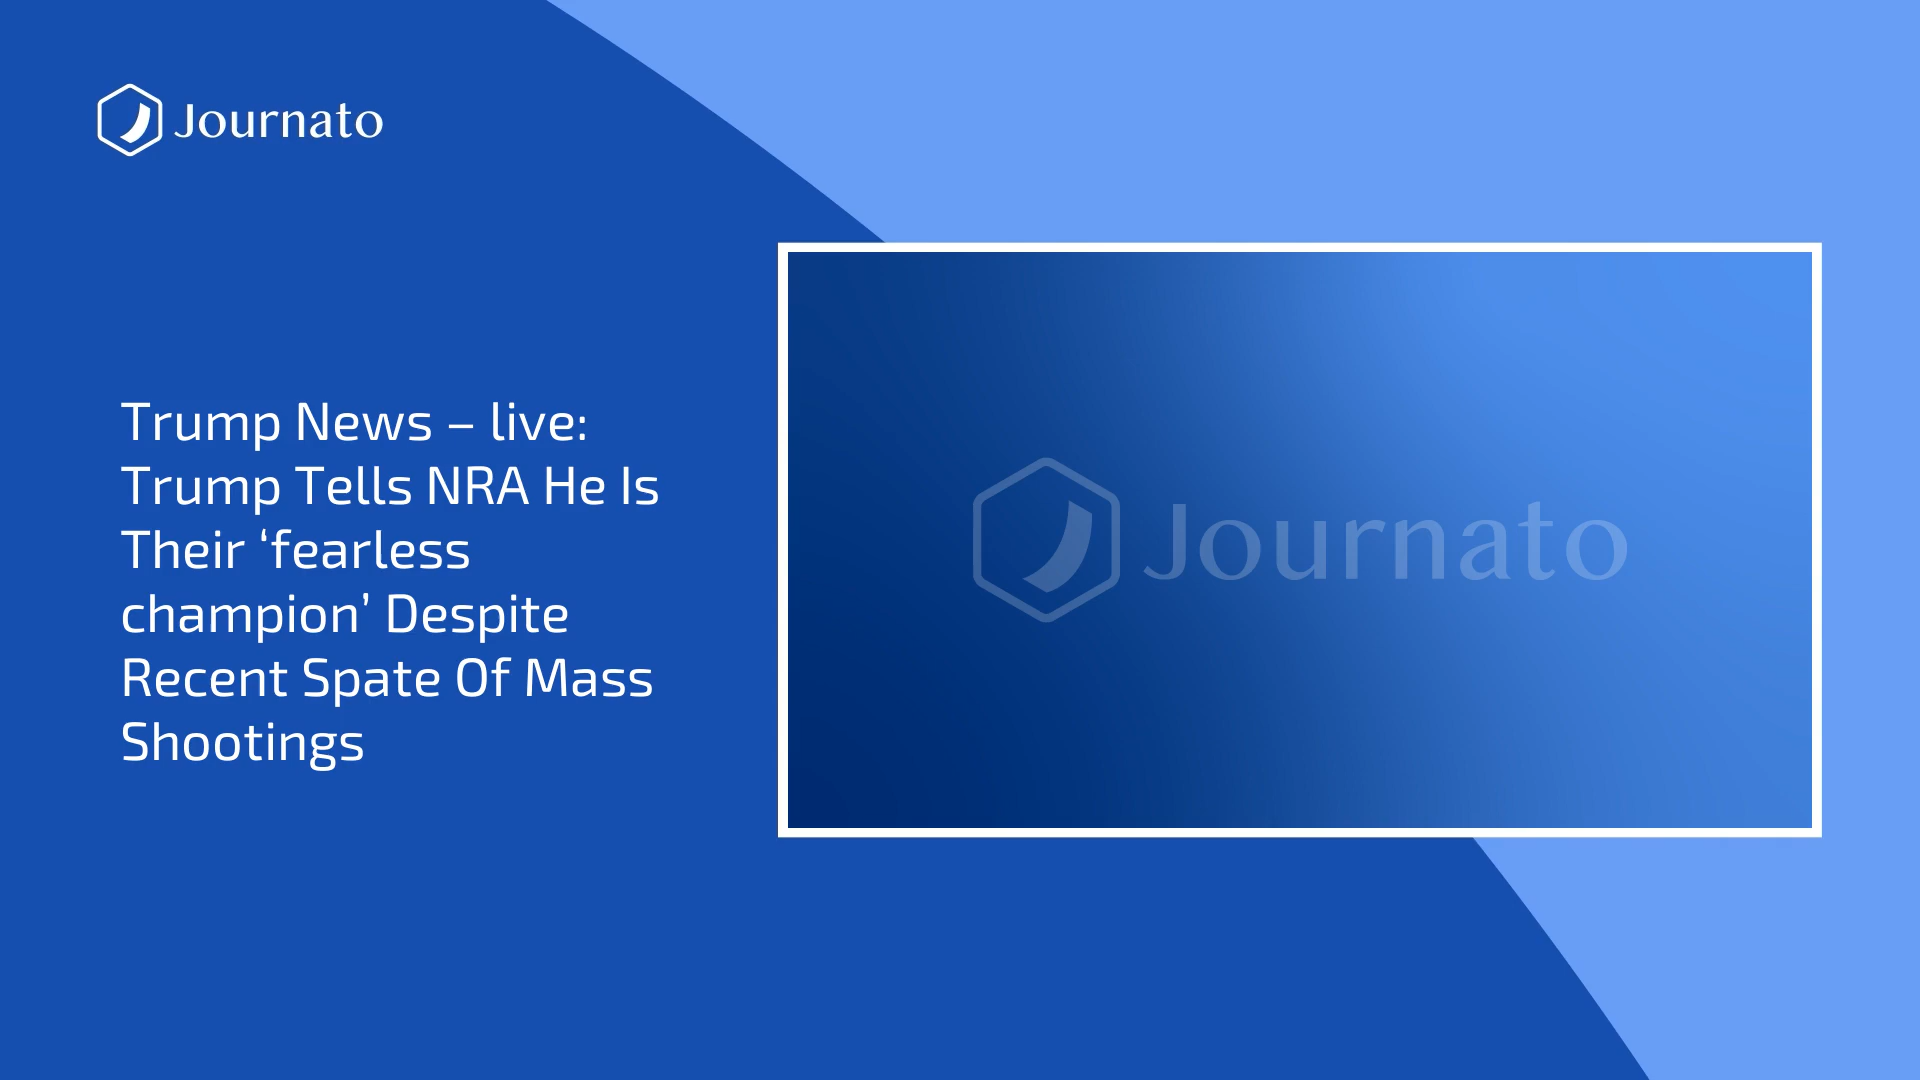 Journato
Trump News – live:
Trump Tells NRA He Is
Their ‘fearless
champion’ Despite
Recent Spate Of Mass
Shootings
Journato